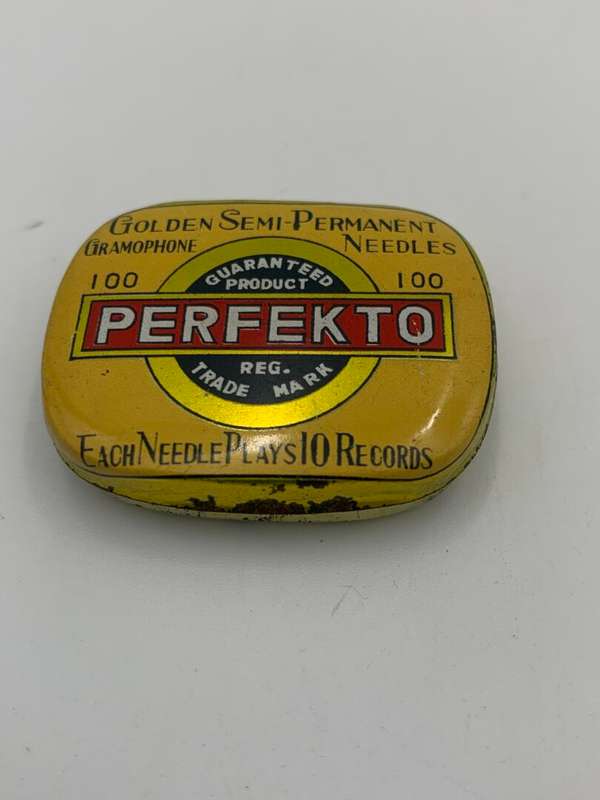 GOLDEN SEMI-PERMANENT
GRAMOPHONE NEEDLES
100 100
GUARANTEED
PRODUCT
PERFEKTO
REG.
TRADE MARK
EACH NEEDLE PLAYS 10 RECORDS